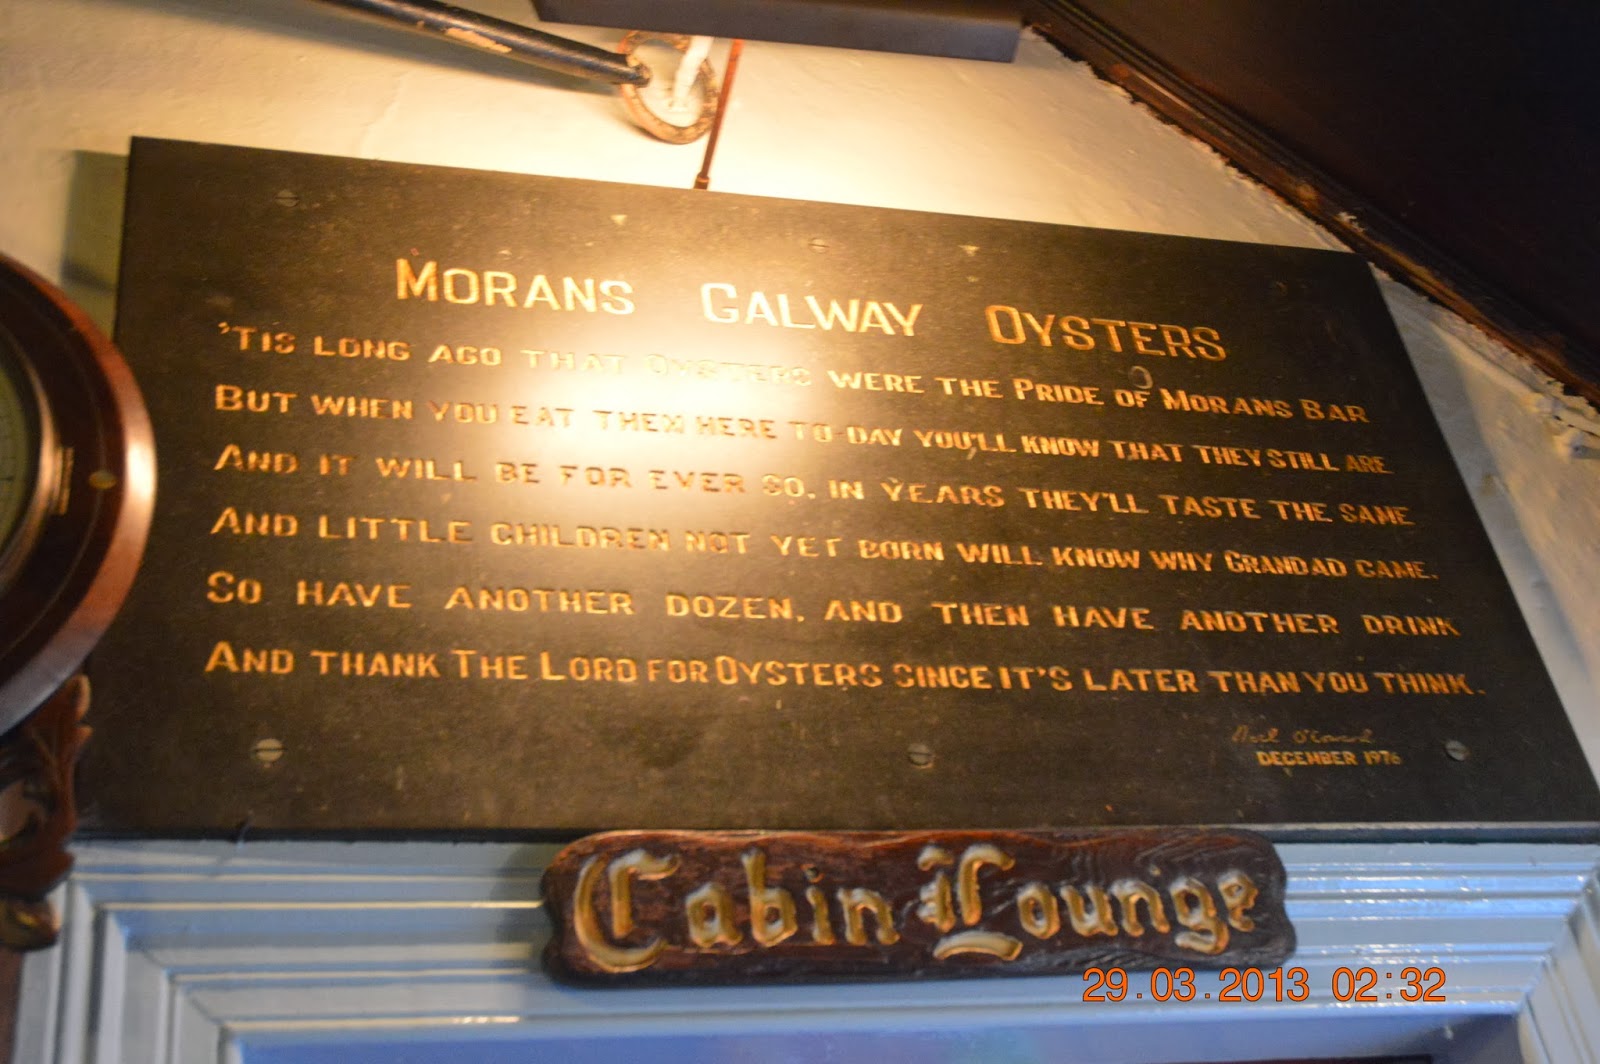 MORANS GALWAY OYSTERS
'TIS LONG AGO THAT OYSTERS WERE THE PRIDE OF MORANS BAR
BUT WHEN YOU EAT THEM HERE TO-DAY YOU'LL KNOW THAT THEY STILL ARE
AND IT WILL BE FOR EVER SO, IN YEARS THEY'LL TASTE THE SAME
AND LITTLE CHILDREN NOT YET BORN WILL KNOW WHY GRANDAD CAME.
SO HAVE ANOTHER DOZEN, AND THEN HAVE ANOTHER DRINK
AND THANK THE LORD FOR OYSTERS SINCE IT'S LATER THAN YOU THINK.
DECEMBER 1976
Cabin Lounge
29.03.2013 02:32